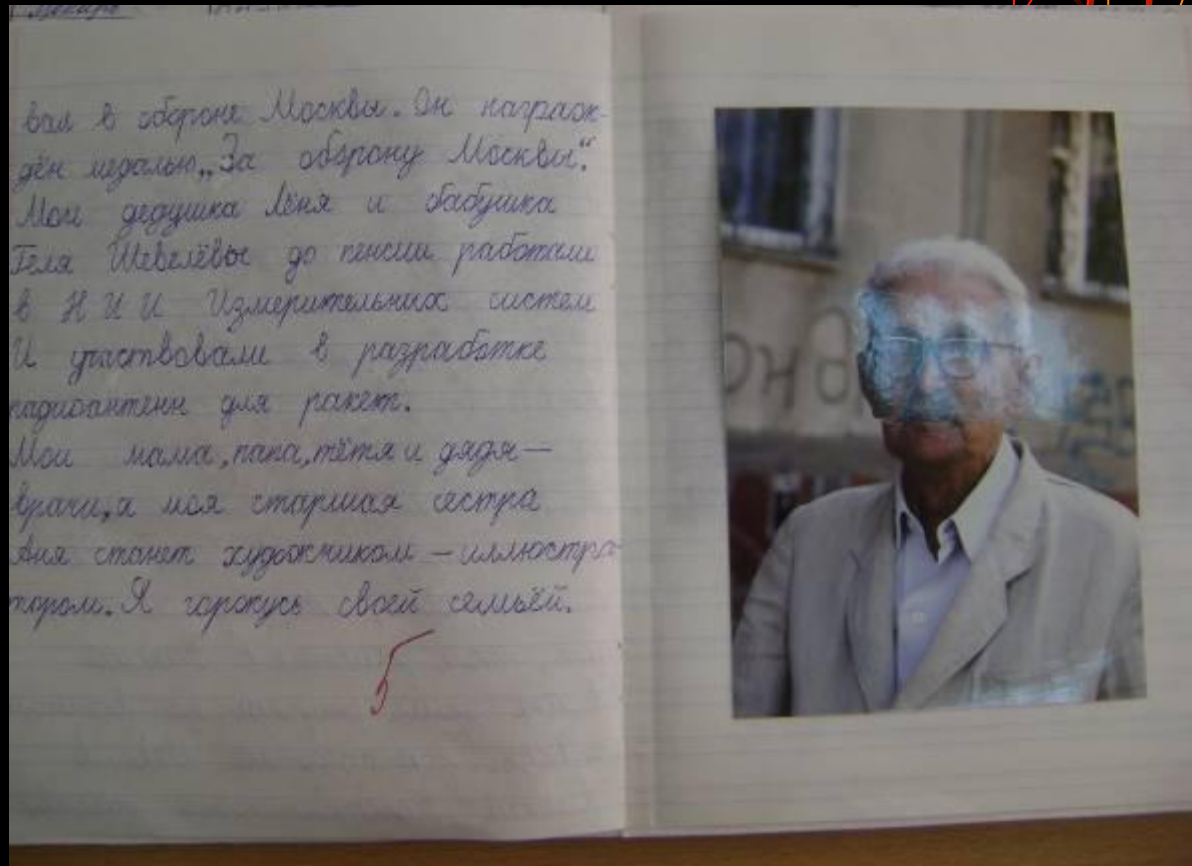 вал в обороне Москвы. Он награж-
дён медалью „За оборону Москвы“.
Мои дедушка Лёня и бабушка
Геля Шевелёвы до пенсии работали
в Н И И Измерительных систем
И участвовали в разработке
радиоантенн для ракет.
Мои мама, папа, тётя и дядя —
врачи, а моя старшая сестра
Аня станет художником — иллюстра
тором. Я горжусь своей семьёй.
5
он